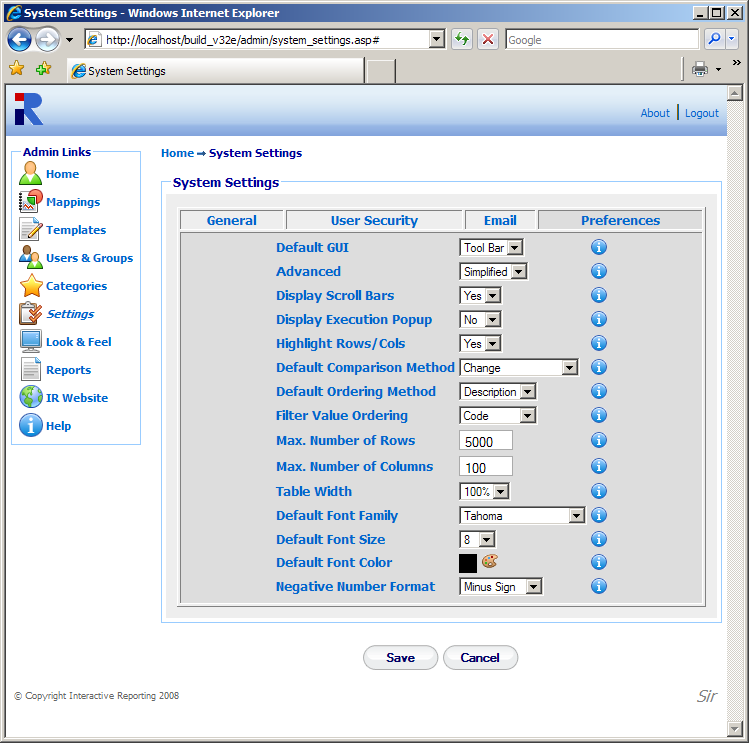 System Settings - Windows Internet Explorer
http://localhost/build_v32e/admin/system_settings.asp#
Google
System Settings
R
About | Logout
Admin Links
Home
Mappings
Templates
Users & Groups
Categories
Settings
Look & Feel
Reports
IR Website
Help
Home → System Settings
System Settings
General User Security Email Preferences
Default GUI Tool Bar
Advanced Simplified
Display Scroll Bars Yes
Display Execution Popup No
Highlight Rows/Cols Yes
Default Comparison Method Change
Default Ordering Method Description
Filter Value Ordering Code
Max. Number of Rows 5000
Max. Number of Columns 100
Table Width 100%
Default Font Family Tahoma
Default Font Size 8
Default Font Color
Negative Number Format Minus Sign
Save Cancel
© Copyright Interactive Reporting 2008
Sir